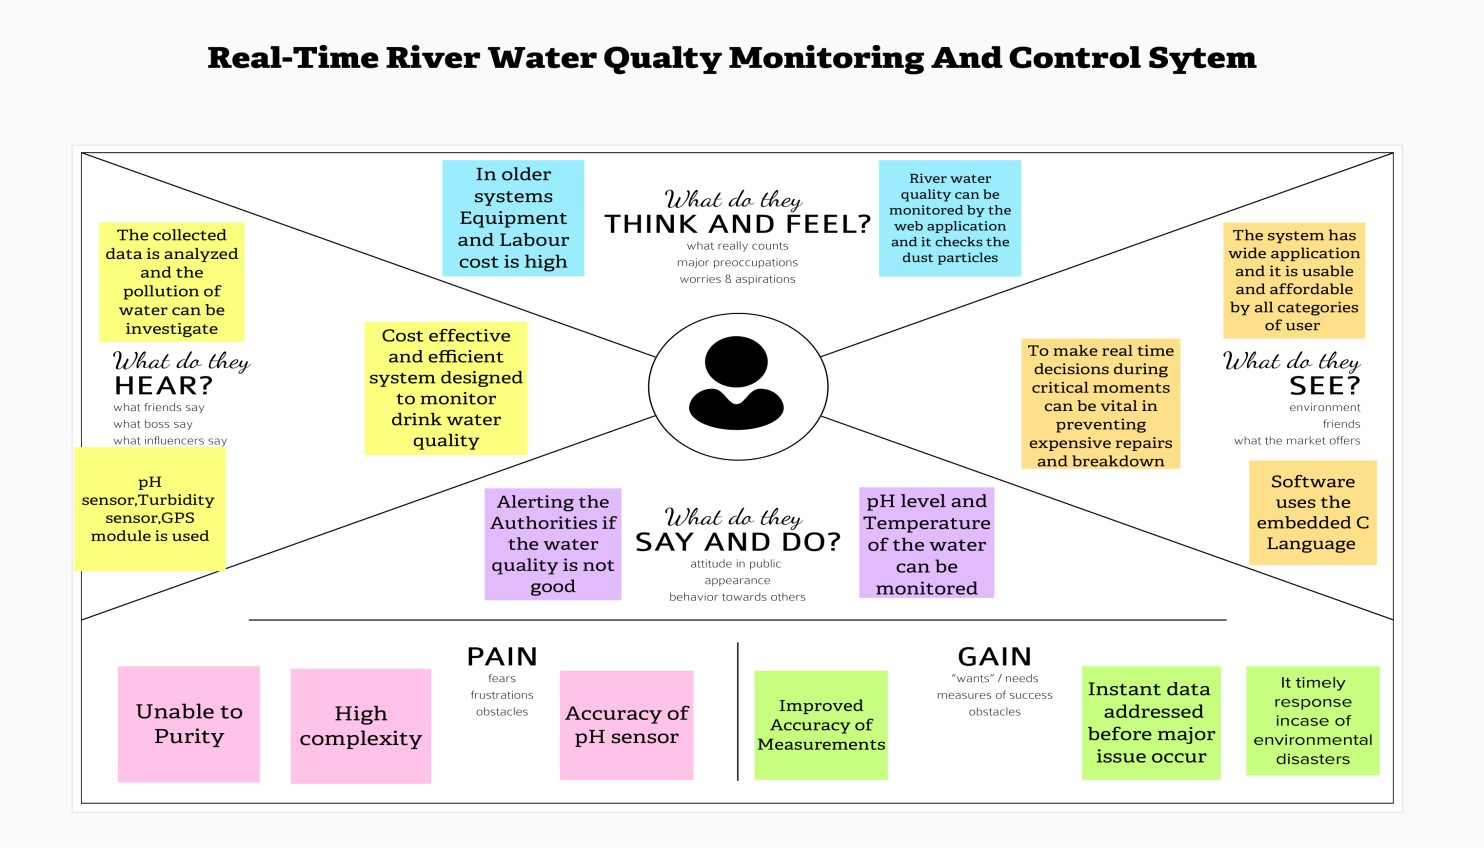 Real-Time River Water Qualty Monitoring And Control Sytem
In older
systems
Equipment
and Labour
cost is high
What do they
THINK AND FEEL?
what really counts
major preoccupations
worries & aspirations
River water
quality can be
monitored by the
web application
and it checks the
dust particles
The collected
data is analyzed
and the
pollution of
water can be
investigate
What do they
HEAR?
what friends say
what boss say
what influencers say
pH
sensor,Turbidity
sensor,GPS
module is used
Cost effective
and efficient
system designed
to monitor
drink water
quality
To make real time
decisions during
critical moments
can be vital in
preventing
expensive repairs
and breakdown
The system has
wide application
and it is usable
and affordable
by all categories
of user
What do they
SEE?
environment
friends
what the market offers
Software
uses the
embedded C
Language
Alerting the
Authorities if
the water
quality is not
good
What do they
SAY AND DO?
attitude in public
appearance
behavior towards others
pH level and
Temperature
of the water
can be
monitored
PAIN
fears
frustrations
obstacles
Unable to
Purity
High
complexity
Accuracy of
pH sensor
GAIN
"wants" / needs
measures of success
obstacles
Improved
Accuracy of
Measurements
Instant data
addressed
before major
issue occur
It timely
response
incase of
environmental
disasters